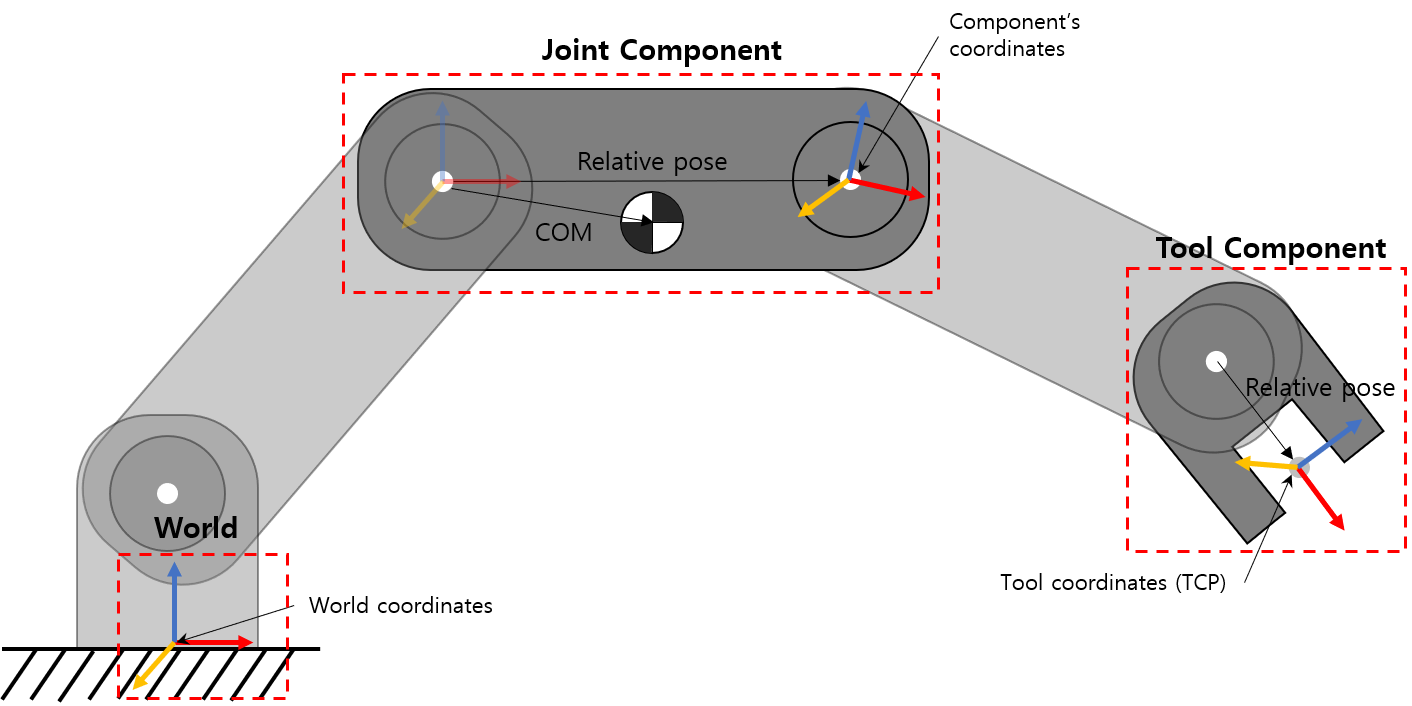 Component's
coordinates
Joint Component
Relative pose
COM
Tool Component
Relative pose
World
World coordinates
Tool coordinates (TCP)